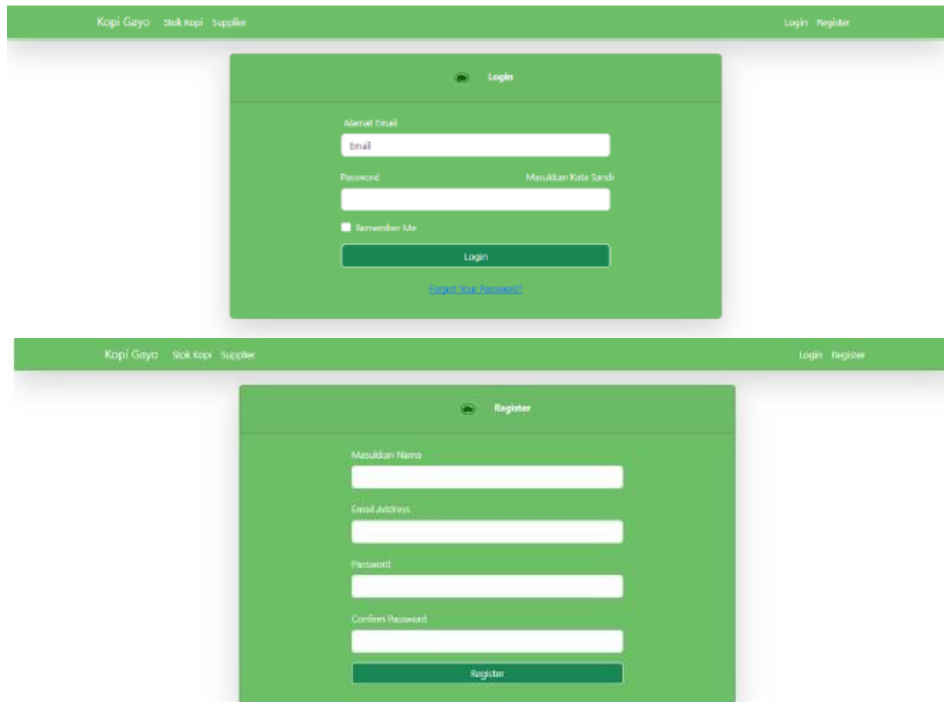 Kopi Gayo Stok Kopi Supplier Login Register
Login
Alamat Email
Email
Password Masukkan Kata Sandi
Remember Me
Login
Forgot Your Password?
Kopi Gayo Stok Kopi Supplier Login Register
Register
Masukkan Nama
Email Address
Password
Confirm Password
Register